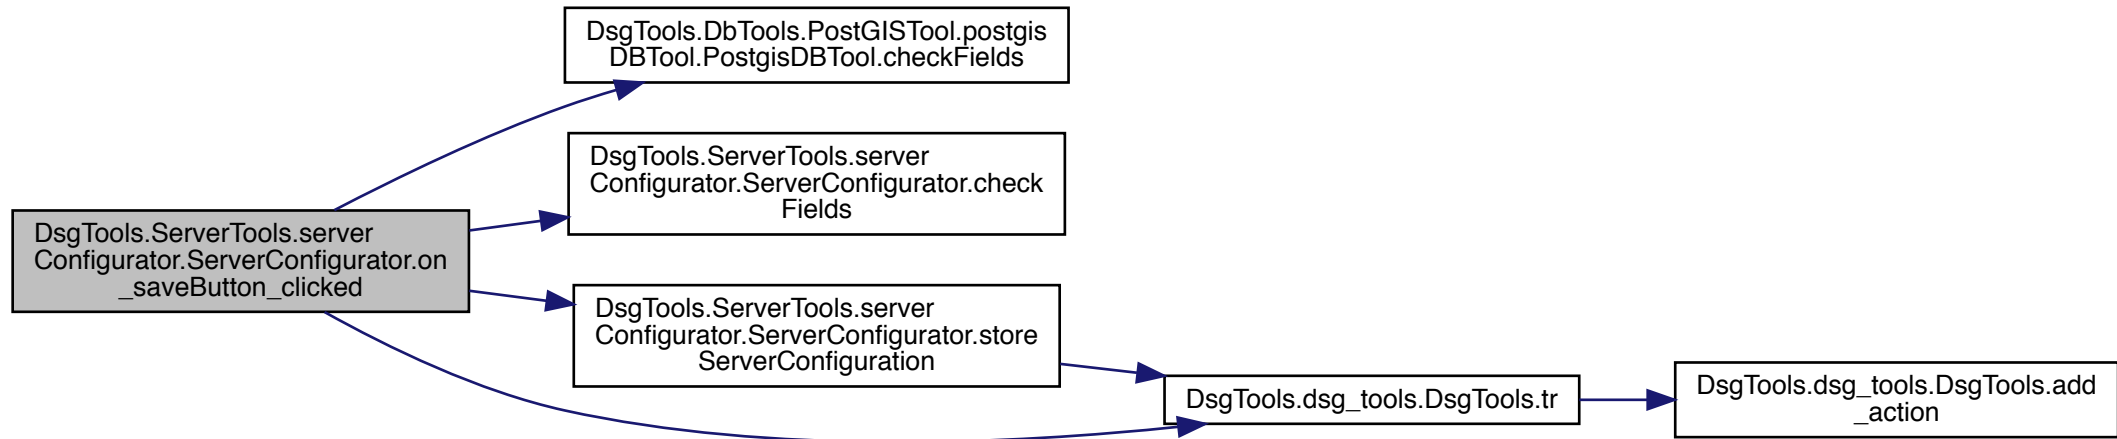 DsgTools.DbTools.PostGISTool.postgis
DBTool.PostgisDBTool.checkFields
DsgTools.ServerTools.server
Configurator.ServerConfigurator.check
Fields
DsgTools.ServerTools.server
Configurator.ServerConfigurator.on
_saveButton_clicked
DsgTools.ServerTools.server
Configurator.ServerConfigurator.store
ServerConfiguration
DsgTools.dsg_tools.DsgTools.tr
DsgTools.dsg_tools.DsgTools.add
_action